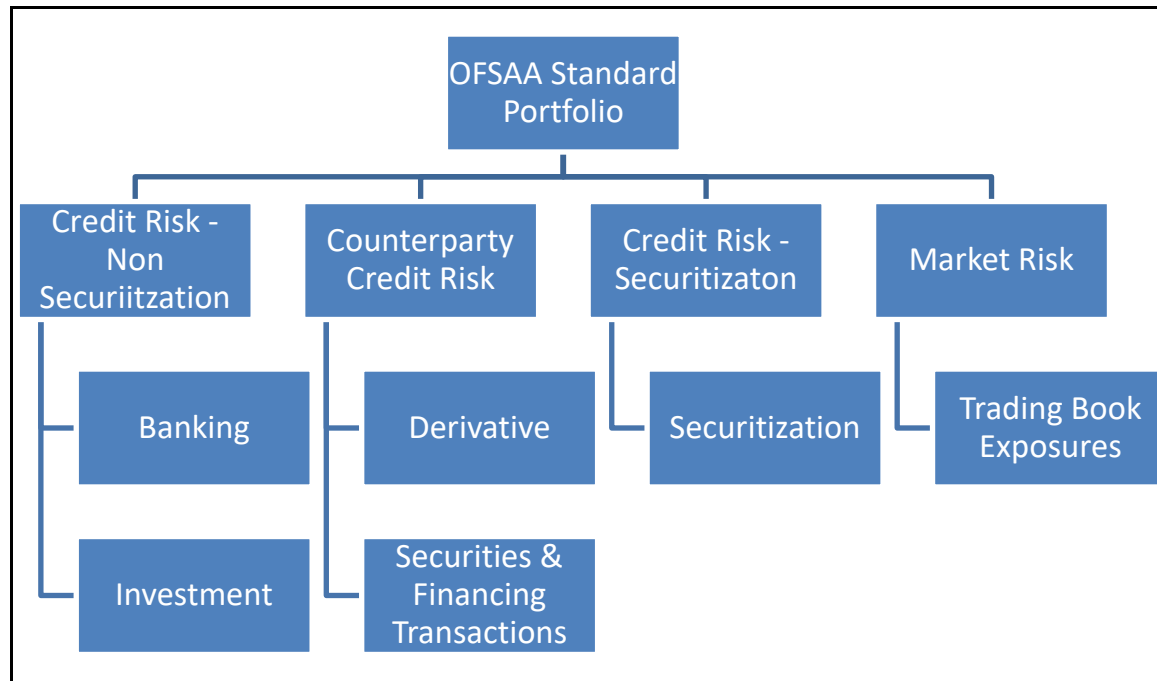 OFSAA Standard
Portfolio
Credit Risk -
Non
Securiitzation
Counterparty
Credit Risk
Credit Risk -
Securitizaton
Market Risk
Banking
Derivative
Securitization
Trading Book
Exposures
Investment
Securities &
Financing
Transactions